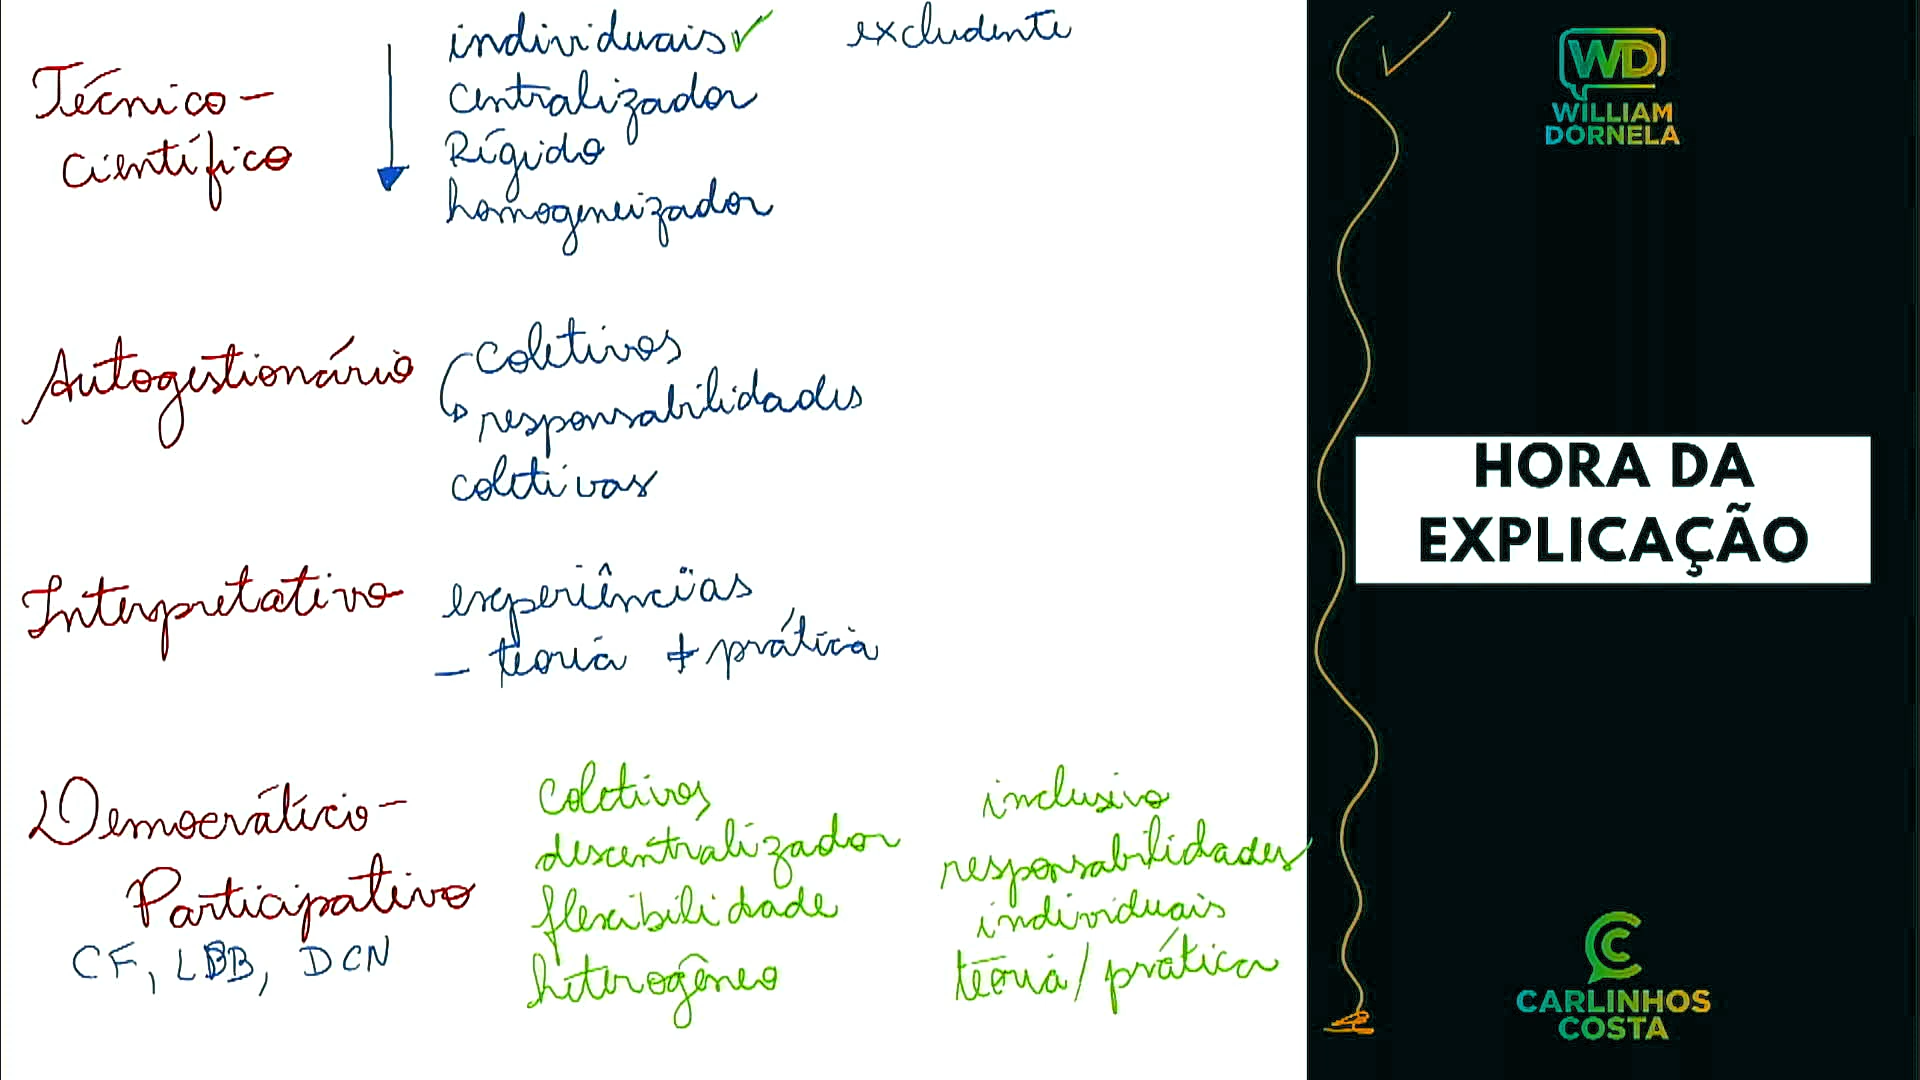 Técnico-
Científico
individuais
excludente
Centralizador
Rígido
homogeneizador
Autogestionário
Coletivos
responsabilidades
coletivas
Interpretativo
experiências
- teoria + prática
Democrático-
Participativo
CF, LDB, DCN
Coletivos
descentralizador
flexibilidade
heterogêneo
inclusivo
responsabilidades
individuais
teoria/prática
WD
WILLIAM
DORNELA
HORA DA
EXPLICAÇÃO
CC
CARLINHOS
COSTA